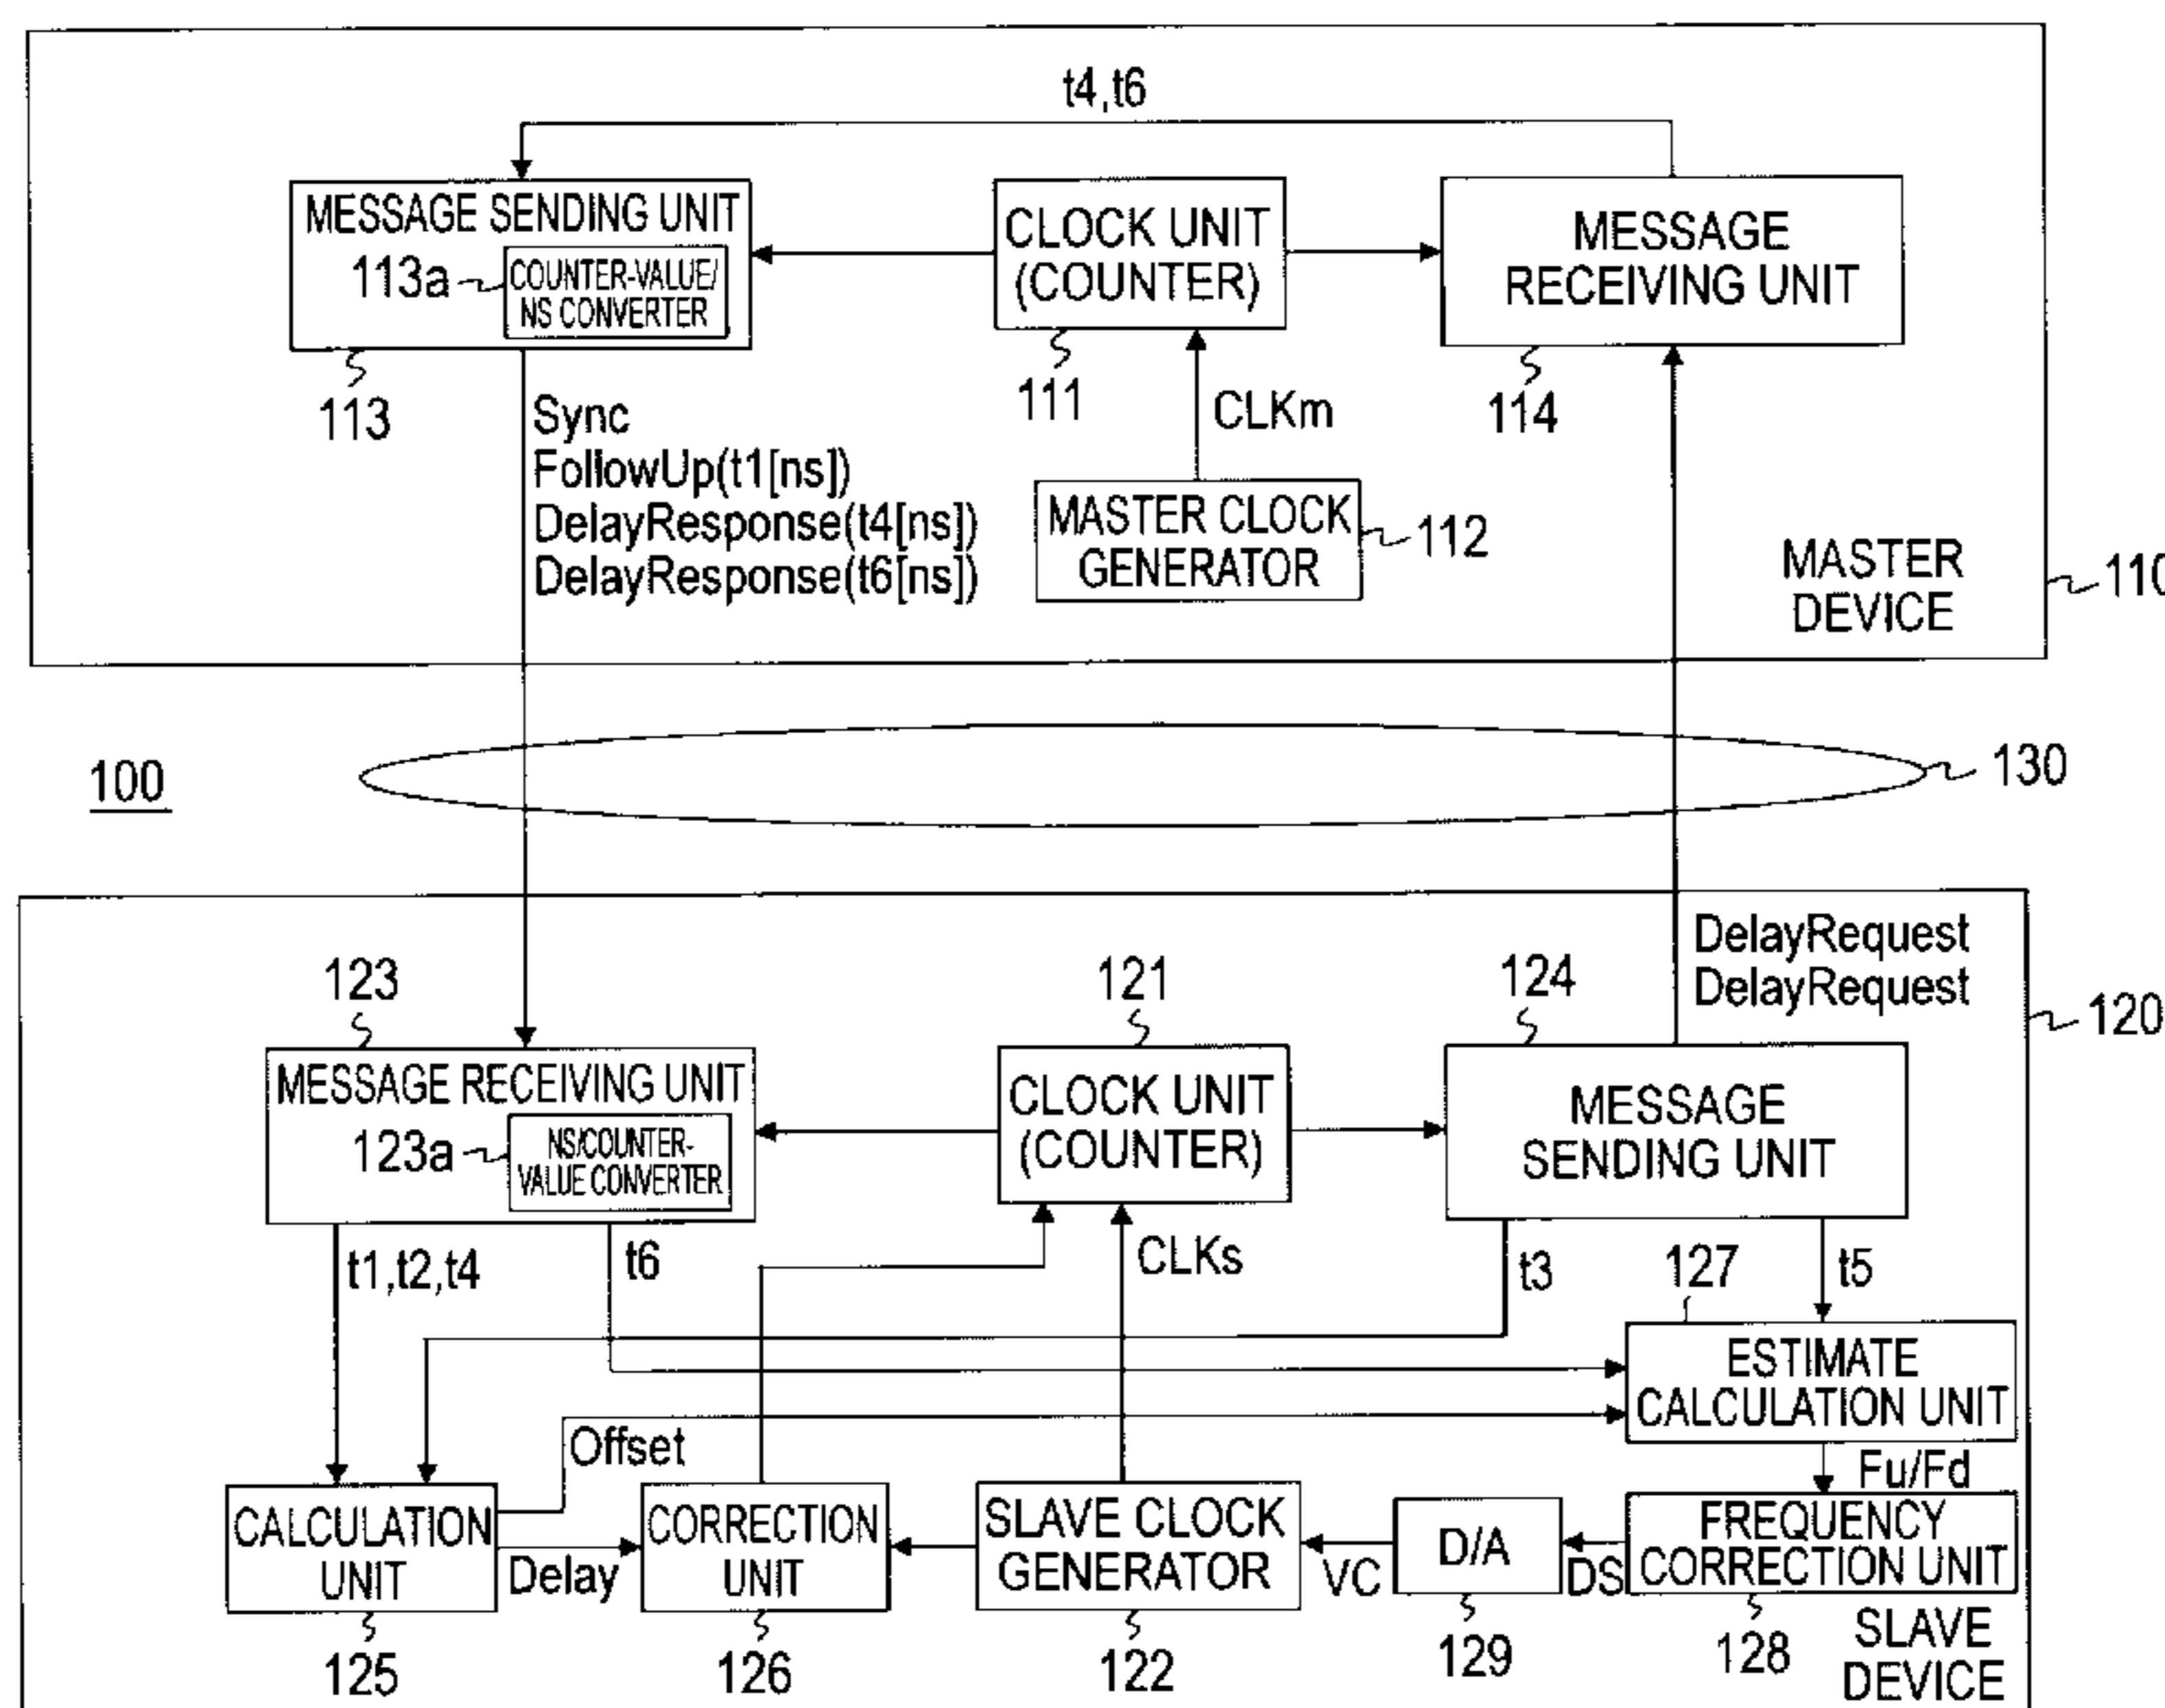 t4,t6
MESSAGE SENDING UNIT
113a
COUNTER-VALUE/
NS CONVERTER
113
CLOCK UNIT
(COUNTER)
111
MESSAGE
RECEIVING UNIT
114
Sync
FollowUp(t1[ns])
DelayResponse(t4[ns])
DelayResponse(t6[ns])
CLKm
MASTER CLOCK
GENERATOR
112
MASTER
DEVICE
110
100
130
DelayRequest
DelayRequest
123
121
124
120
MESSAGE RECEIVING UNIT
123a
NS/COUNTER-
VALUE CONVERTER
CLOCK UNIT
(COUNTER)
MESSAGE
SENDING UNIT
t1,t2,t4
t6
CLKs
t3
127
t5
ESTIMATE
CALCULATION UNIT
Offset
Fu/Fd
CALCULATION
UNIT
Delay
CORRECTION
UNIT
SLAVE CLOCK
GENERATOR
VC
D/A
DS
FREQUENCY
CORRECTION UNIT
125
126
122
129
128
SLAVE
DEVICE